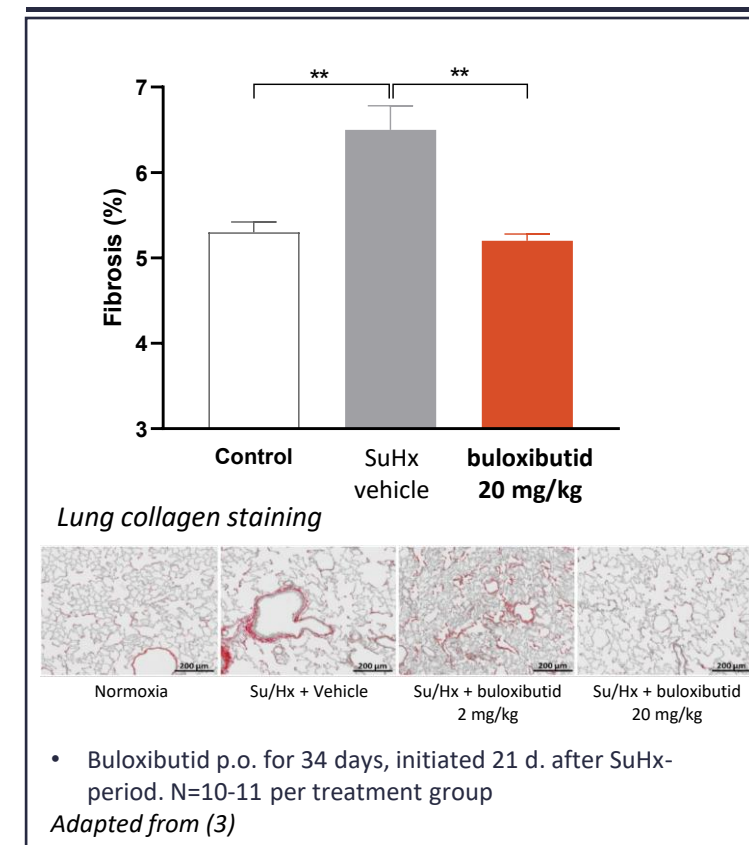 ** **
7
6
5
4
3
Fibrosis (%)
Control SuHx buloxibutid
vehicle 20 mg/kg
Lung collagen staining
200 µm 200 µm 200 µm 200 µm
Normoxia Su/Hx + Vehicle Su/Hx + buloxibutid Su/Hx + buloxibutid
2 mg/kg 20 mg/kg
• Buloxibutid p.o. for 34 days, initiated 21 d. after SuHx-
period. N=10-11 per treatment group
Adapted from (3)